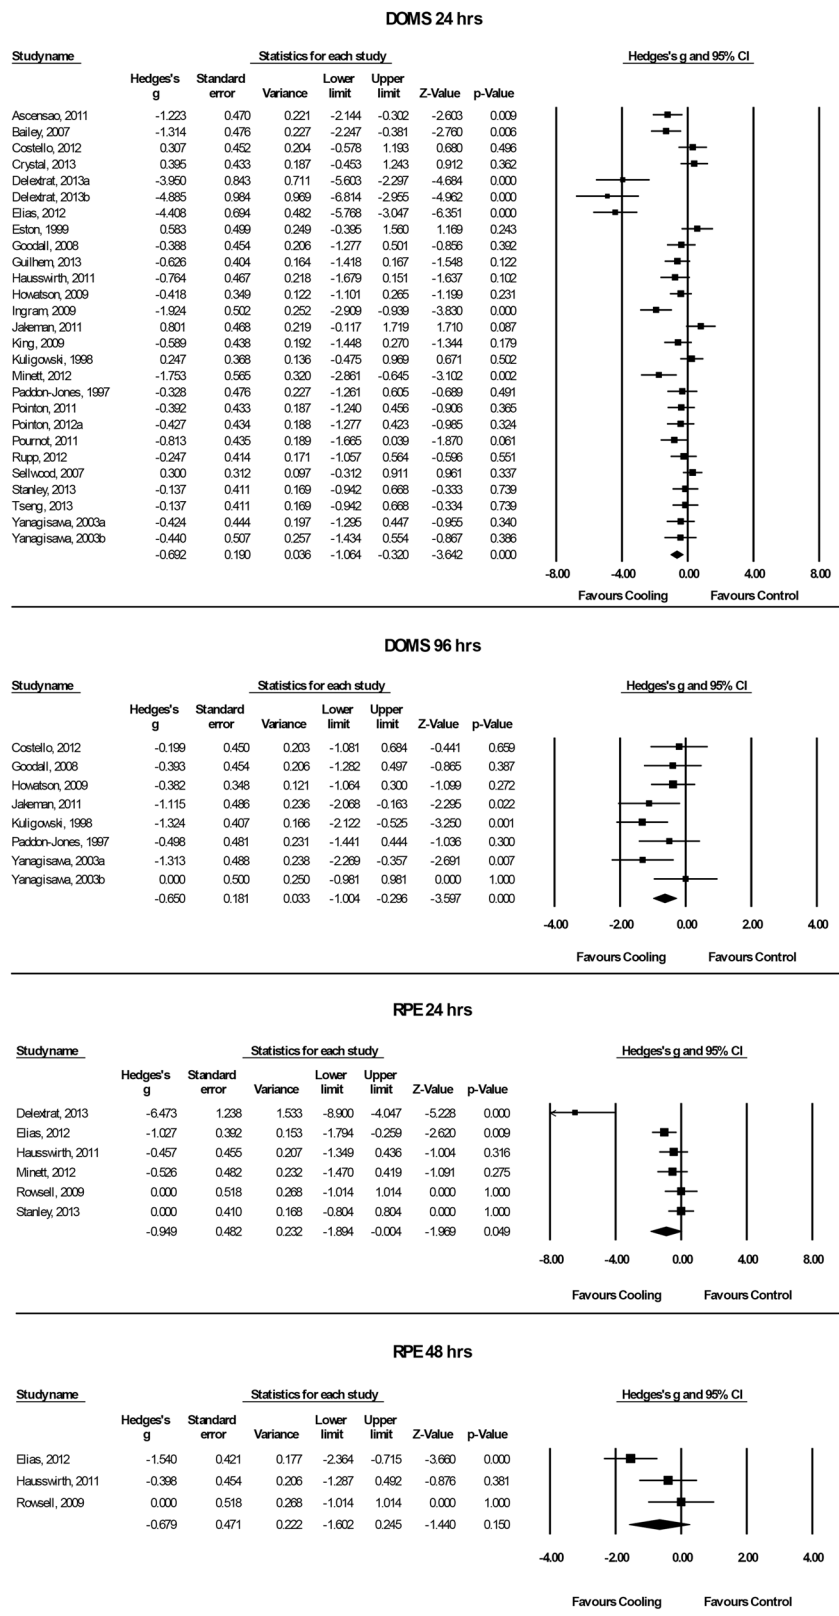 DOMS 24 hrs
Studyname Statistics for each study Hedges's g and 95% CI
Hedges's g Standard error Variance Lower limit Upper limit Z-Value p-Value
Ascensao, 2011 -1.223 0.470 0.221 -2.144 -0.302 -2.603 0.009
Bailey, 2007 -1.314 0.476 0.227 -2.247 -0.381 -2.760 0.006
Costello, 2012 0.307 0.452 0.204 -0.578 1.193 0.680 0.496
Crystal, 2013 0.395 0.433 0.187 -0.453 1.243 0.912 0.362
Delextrat, 2013a -3.950 0.843 0.711 -5.603 -2.297 -4.684 0.000
Delextrat, 2013b -4.885 0.984 0.969 -6.814 -2.955 -4.962 0.000
Elias, 2012 -4.408 0.694 0.482 -5.768 -3.047 -6.351 0.000
Eston, 1999 0.583 0.499 0.249 -0.395 1.560 1.169 0.243
Goodall, 2008 -0.388 0.454 0.206 -1.277 0.501 -0.856 0.392
Guilhem, 2013 -0.626 0.404 0.164 -1.418 0.167 -1.548 0.122
Hausswirth, 2011 -0.764 0.467 0.218 -1.679 0.151 -1.637 0.102
Howatson, 2009 -0.418 0.349 0.122 -1.101 0.265 -1.199 0.231
Ingram, 2009 -1.924 0.502 0.252 -2.909 -0.939 -3.830 0.000
Jakeman, 2011 0.801 0.468 0.219 -0.117 1.719 1.710 0.087
King, 2009 -0.589 0.438 0.192 -1.448 0.270 -1.344 0.179
Kuligowski, 1998 0.247 0.368 0.136 -0.475 0.969 0.671 0.502
Minett, 2012 -1.753 0.565 0.320 -2.861 -0.645 -3.102 0.002
Paddon-Jones, 1997 -0.328 0.476 0.227 -1.261 0.605 -0.689 0.491
Pointon, 2011 -0.392 0.433 0.187 -1.240 0.456 -0.906 0.365
Pointon, 2012a -0.427 0.434 0.188 -1.277 0.423 -0.985 0.324
Pournot, 2011 -0.813 0.435 0.189 -1.665 0.039 -1.870 0.061
Rupp, 2012 -0.247 0.414 0.171 -1.057 0.564 -0.596 0.551
Sellwood, 2007 0.300 0.312 0.097 -0.312 0.911 0.961 0.337
Stanley, 2013 -0.137 0.411 0.169 -0.942 0.668 -0.333 0.739
Tseng, 2013 -0.137 0.411 0.169 -0.942 0.668 -0.334 0.739
Yanagisawa, 2003a -0.424 0.444 0.197 -1.295 0.447 -0.955 0.340
Yanagisawa, 2003b -0.440 0.507 0.257 -1.434 0.554 -0.867 0.386
-0.692 0.190 0.036 -1.064 -0.320 -3.642 0.000
-8.00 -4.00 0.00 4.00 8.00
Favours Cooling Favours Control
DOMS 96 hrs
Studyname Statistics for each study Hedges's g and 95% CI
Hedges's g Standard error Variance Lower limit Upper limit Z-Value p-Value
Costello, 2012 -0.199 0.450 0.203 -1.081 0.684 -0.441 0.659
Goodall, 2008 -0.393 0.454 0.206 -1.282 0.497 -0.865 0.387
Howatson, 2009 -0.382 0.348 0.121 -1.064 0.300 -1.099 0.272
Jakeman, 2011 -1.115 0.486 0.236 -2.068 -0.163 -2.295 0.022
Kuligowski, 1998 -1.324 0.407 0.166 -2.122 -0.525 -3.250 0.001
Paddon-Jones, 1997 -0.498 0.481 0.231 -1.441 0.444 -1.036 0.300
Yanagisawa, 2003a -1.313 0.488 0.238 -2.269 -0.357 -2.691 0.007
Yanagisawa, 2003b 0.000 0.500 0.250 -0.981 0.981 0.000 1.000
-0.650 0.181 0.033 -1.004 -0.296 -3.597 0.000
-4.00 -2.00 0.00 2.00 4.00
Favours Cooling Favours Control
RPE 24 hrs
Studyname Statistics for each study Hedges's g and 95% CI
Hedges's g Standard error Variance Lower limit Upper limit Z-Value p-Value
Delextrat, 2013 -6.473 1.238 1.533 -8.900 -4.047 -5.228 0.000
Elias, 2012 -1.027 0.392 0.153 -1.794 -0.259 -2.620 0.009
Hausswirth, 2011 -0.457 0.455 0.207 -1.349 0.436 -1.004 0.316
Minett, 2012 -0.526 0.482 0.232 -1.470 0.419 -1.091 0.275
Rowsell, 2009 0.000 0.518 0.268 -1.014 1.014 0.000 1.000
Stanley, 2013 0.000 0.410 0.168 -0.804 0.804 0.000 1.000
-0.949 0.482 0.232 -1.894 -0.004 -1.969 0.049
-8.00 -4.00 0.00 4.00 8.00
Favours Cooling Favours Control
RPE 48 hrs
Studyname Statistics for each study Hedges's g and 95% CI
Hedges's g Standard error Variance Lower limit Upper limit Z-Value p-Value
Elias, 2012 -1.540 0.421 0.177 -2.364 -0.715 -3.660 0.000
Hausswirth, 2011 -0.398 0.454 0.206 -1.287 0.492 -0.876 0.381
Rowsell, 2009 0.000 0.518 0.268 -1.014 1.014 0.000 1.000
-0.679 0.471 0.222 -1.602 0.245 -1.440 0.150
-4.00 -2.00 0.00 2.00 4.00
Favours Cooling Favours Control